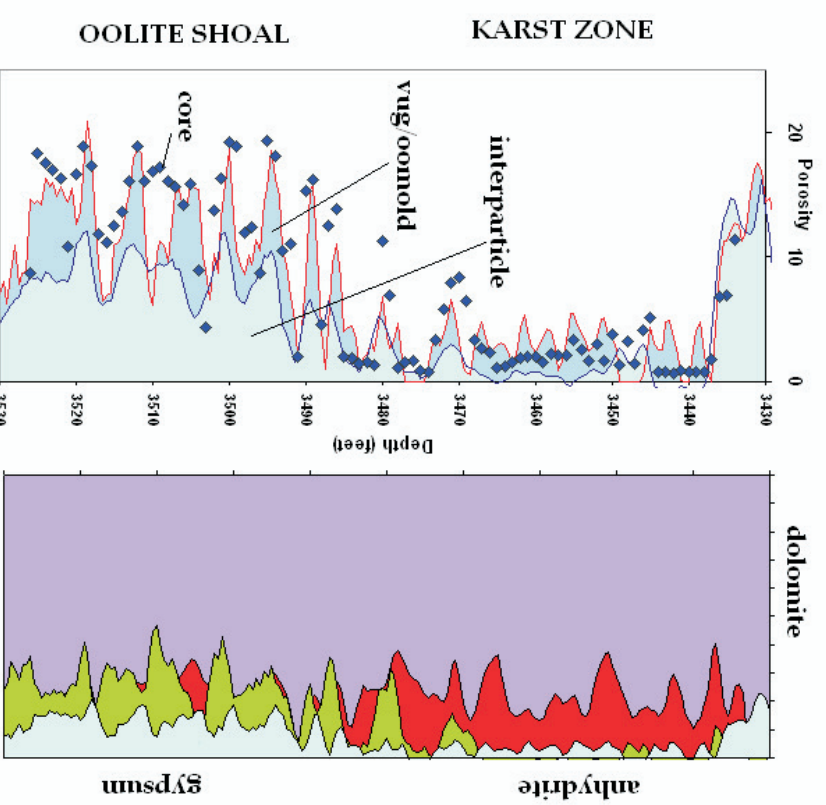 OOLITE SHOAL
KARST ZONE
core
vug/oomold
interparticle
20
10
0
Porosity
3530
3520
3510
3500
3490
3480
3470
3460
3450
3440
3430
Depth (feet)
dolomite
gypsum
anhydrite